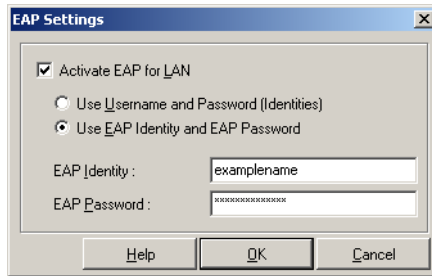 EAP Settings
Activate EAP for LAN
Use Username and Password (Identities)
Use EAP Identity and EAP Password
EAP Identity : examplename
EAP Password : xxxxxxxxxxxxxx
Help OK Cancel